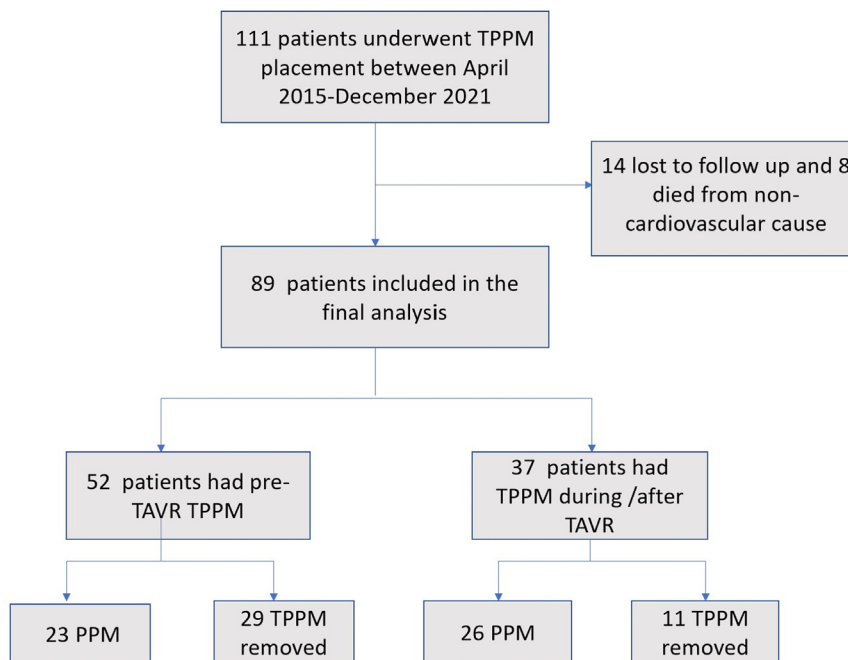 111 patients underwent TPPM
placement between April
2015-December 2021
14 lost to follow up and 8
died from non-
cardiovascular cause
89 patients included in the
final analysis
52 patients had pre-
TAVR TPPM
37 patients had
TPPM during /after
TAVR
23 PPM
29 TPPM
removed
26 PPM
11 TPPM
removed